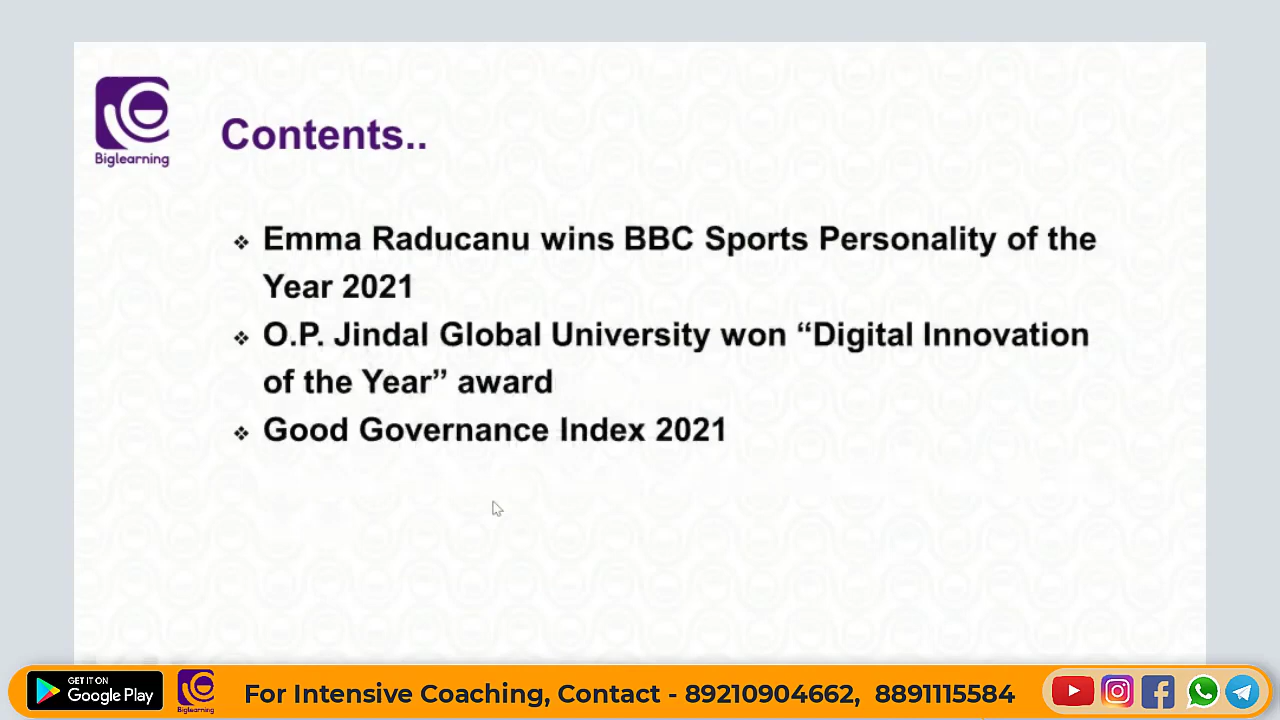 Biglearning
Contents..
❖ Emma Raducanu wins BBC Sports Personality of the
Year 2021
❖ O.P. Jindal Global University won “Digital Innovation
of the Year” award
❖ Good Governance Index 2021
GET IT ON
Google Play
Biglearning
For Intensive Coaching, Contact - 89210904662, 8891115584